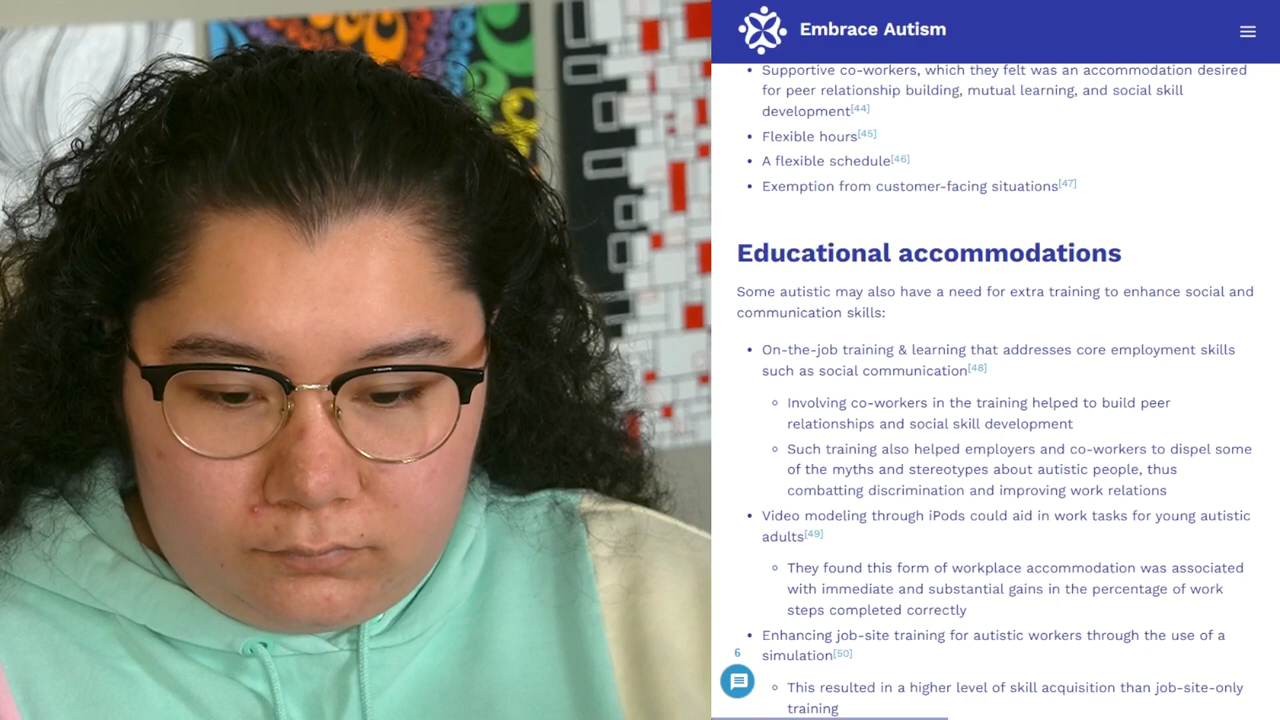 Embrace Autism
Supportive co-workers, which they felt was an accommodation desired
for peer relationship building, mutual learning, and social skill
development[44]
Flexible hours[45]
A flexible schedule[46]
Exemption from customer-facing situations[47]
Educational accommodations
Some autistic may also have a need for extra training to enhance social and
communication skills:
On-the-job training & learning that addresses core employment skills
such as social communication[48]
Involving co-workers in the training helped to build peer
relationships and social skill development
Such training also helped employers and co-workers to dispel some
of the myths and stereotypes about autistic people, thus
combatting discrimination and improving work relations
Video modeling through iPods could aid in work tasks for young autistic
adults[49]
They found this form of workplace accommodation was associated
with immediate and substantial gains in the percentage of work
steps completed correctly
Enhancing job-site training for autistic workers through the use of a
simulation[50]
6
This resulted in a higher level of skill acquisition than job-site-only
training